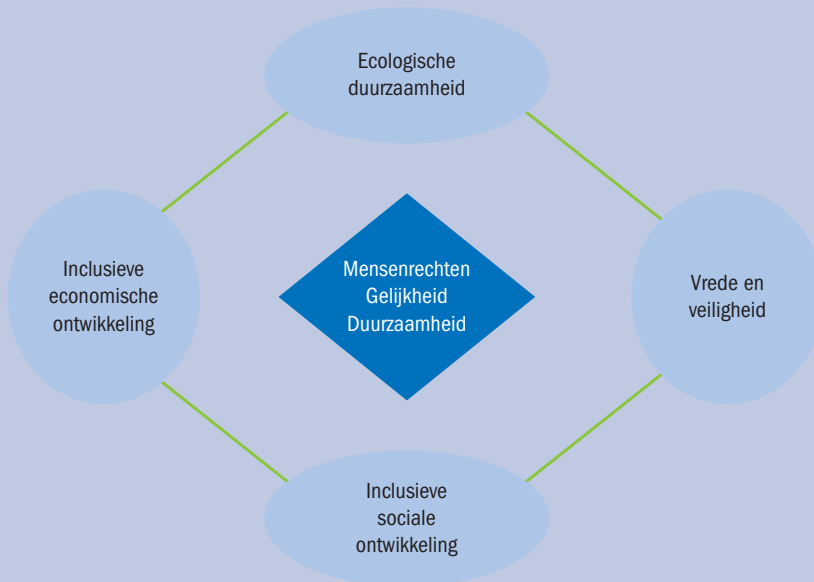 Ecologische
duurzaamheid
Inclusieve
economische
ontwikkeling
Mensenrechten
Gelijkheid
Duurzaamheid
Vrede en
veiligheid
Inclusieve
sociale
ontwikkeling